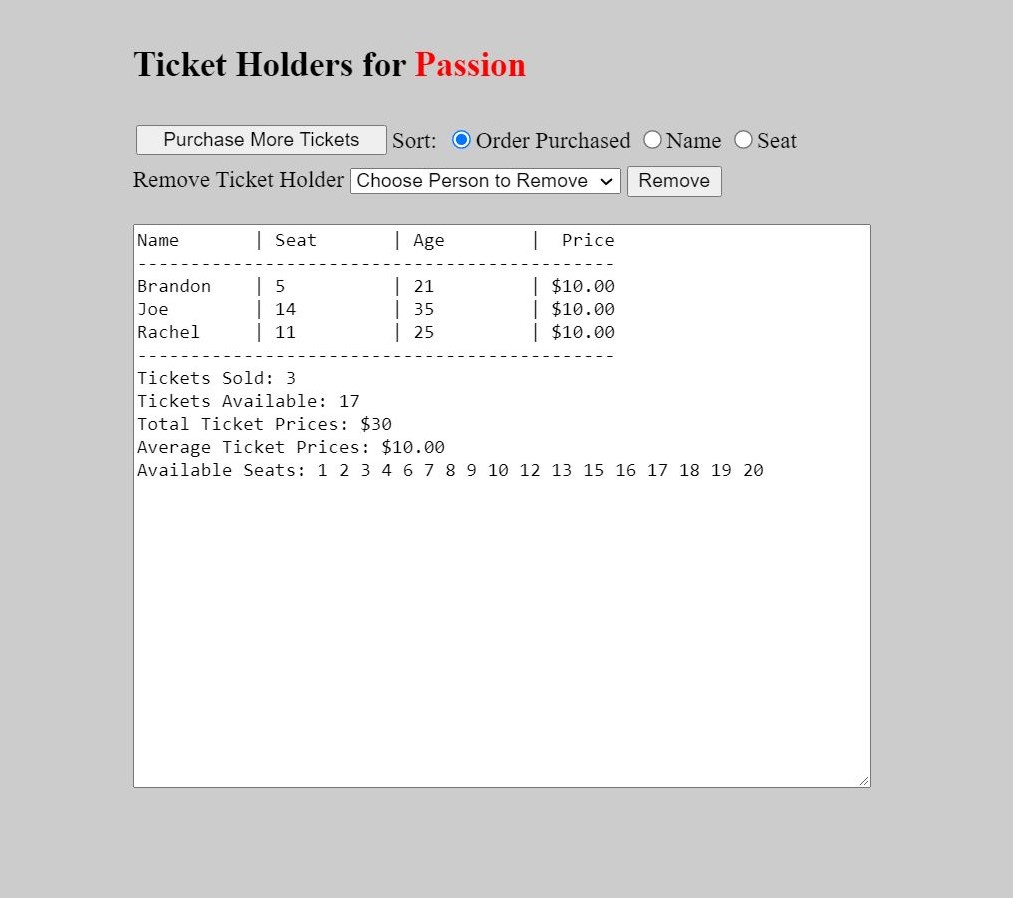 Ticket Holders for Passion
Purchase More Tickets Sort: Order Purchased Name Seat
Remove Ticket Holder Choose Person to Remove Remove
Name | Seat | Age | Price
---------------------------------------------
Brandon | 5 | 21 | $10.00
Joe | 14 | 35 | $10.00
Rachel | 11 | 25 | $10.00
---------------------------------------------
Tickets Sold: 3
Tickets Available: 17
Total Ticket Prices: $30
Average Ticket Prices: $10.00
Available Seats: 1 2 3 4 6 7 8 9 10 12 13 15 16 17 18 19 20